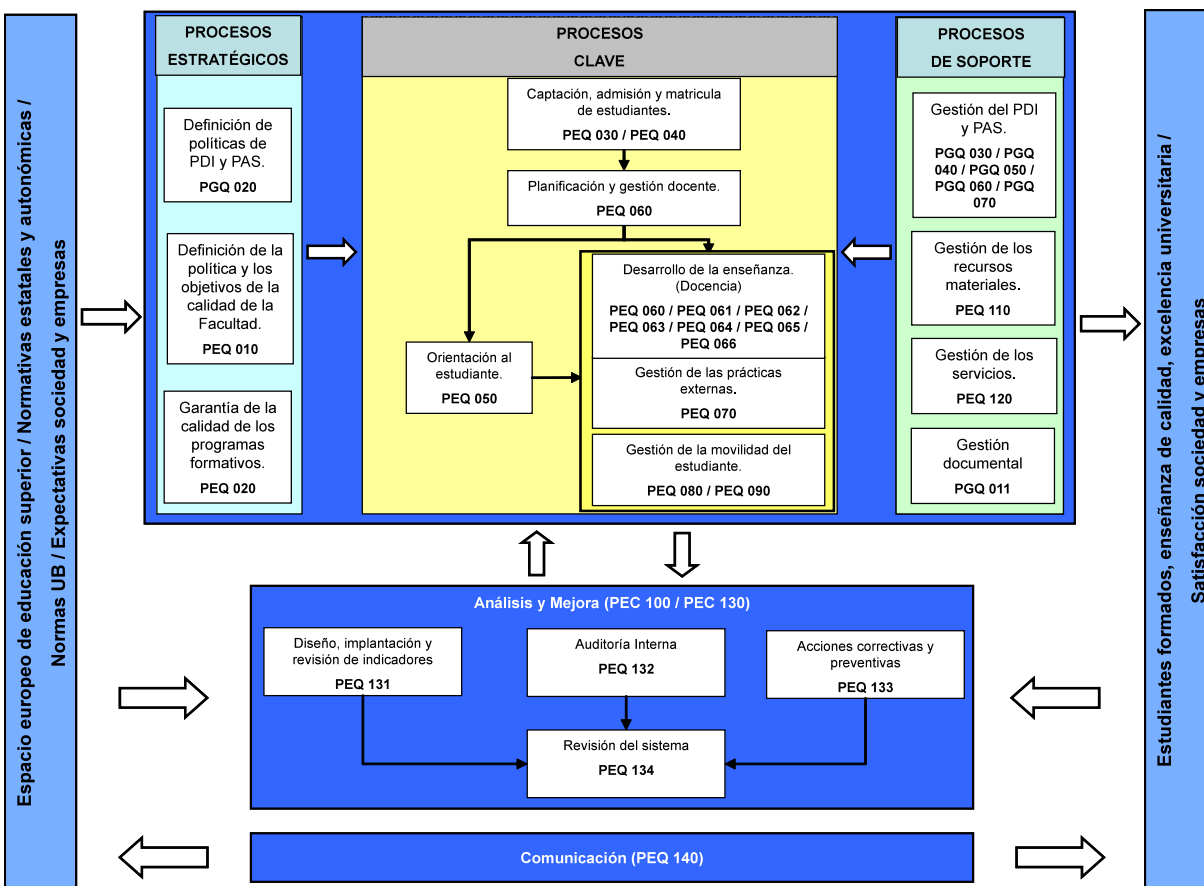 Espacio europeo de educación superior / Normativas estatales y autonómicas /
Normas UB / Expectativas sociedad y empresas
PROCESOS
ESTRATÉGICOS
Definición de
políticas de
PDI y PAS.
PGQ 020
Definición de la
política y los
objetivos de la
calidad de la
Facultad.
PEQ 010
Garantía de la
calidad de los
programas
formativos.
PEQ 020
PROCESOS
CLAVE
Captación, admisión y matricula
de estudiantes.
PEQ 030 / PEQ 040
Planificación y gestión docente.
PEQ 060
Desarrollo de la enseñanza.
(Docencia)
PEQ 060 / PEQ 061 / PEQ 062 /
PEQ 063 / PEQ 064 / PEQ 065 /
PEQ 066
Orientación al
estudiante.
PEQ 050
Gestión de las prácticas
externas.
PEQ 070
Gestión de la movilidad del
estudiante.
PEQ 080 / PEQ 090
PROCESOS
DE SOPORTE
Gestión del PDI
y PAS.
PGQ 030 / PGQ
040 / PGQ 050 /
PGQ 060 / PGQ
070
Gestión de los
recursos
materiales.
PEQ 110
Gestión de los
servicios.
PEQ 120
Gestión
documental
PGQ 011
Estudiantes formados, enseñanza de calidad, excelencia universitaria /
Satisfacción sociedad y empresas
Análisis y Mejora (PEC 100 / PEC 130)
Diseño, implantación y
revisión de indicadores
PEQ 131
Auditoría Interna
PEQ 132
Acciones correctivas y
preventivas
PEQ 133
Revisión del sistema
PEQ 134
Comunicación (PEQ 140)